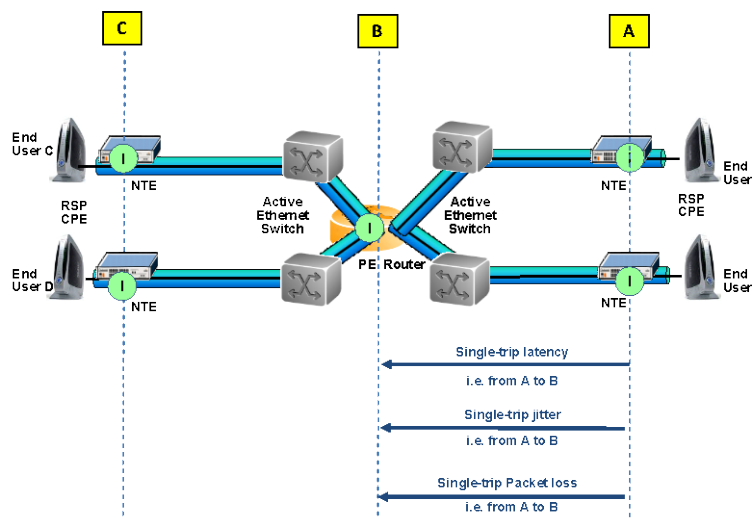 C
B
A
End
User C
I
NTE
RSP
CPE
Active
Ethernet
Switch
End
User D
I
NTE
I
PE Router
Active
Ethernet
Switch
I
NTE
End
User
RSP
CPE
I
NTE
End
User
Single-trip latency
i.e. from A to B
Single-trip jitter
i.e. from A to B
Single-trip Packet loss
i.e. from A to B